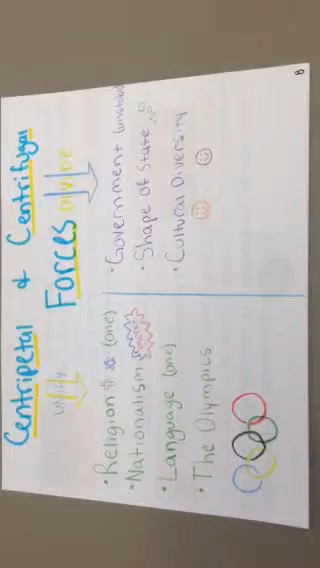 Centripetal & Centrifugal
Forces
UNIFY
DIVIDE
• Religion (one)
• Nationalism
• Language (one)
• The Olympics
• Government (unstable)
• Shape of State
• Cultural Diversity
8